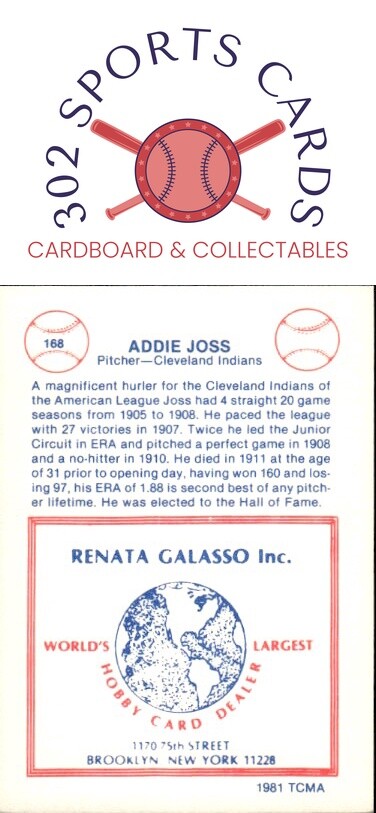 302 SPORTS CARDS
CARDBOARD & COLLECTABLES
168
ADDIE JOSS
Pitcher—Cleveland Indians
A magnificent hurler for the Cleveland Indians of
the American League Joss had 4 straight 20 game
seasons from 1905 to 1908. He paced the league
with 27 victories in 1907. Twice he led the Junior
Circuit in ERA and pitched a perfect game in 1908
and a no-hitter in 1910. He died in 1911 at the age
of 31 prior to opening day, having won 160 and los-
ing 97, his ERA of 1.88 is second best of any pitch-
er lifetime. He was elected to the Hall of Fame.
RENATA GALASSO Inc.
WORLD'S LARGEST
HOBBY CARD DEALER
1170 75th STREET
BROOKLYN NEW YORK 11228
1981 TCMA